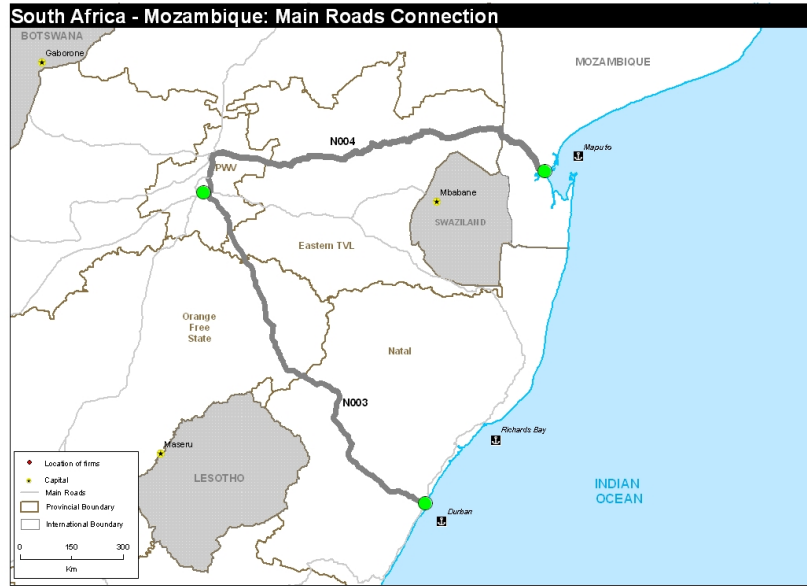 South Africa - Mozambique: Main Roads Connection
BOTSWANA
Gaborone
MOZAMBIQUE
N004
Maputo
PWV
Mbabane
SWAZILAND
Eastern TVL
Orange
Free
State
Natal
N003
Richards Bay
Maseru
LESOTHO
INDIAN
OCEAN
Durban
Location of firms
Capital
Main Roads
Provincial Boundary
International Boundary
0 150 300
Km